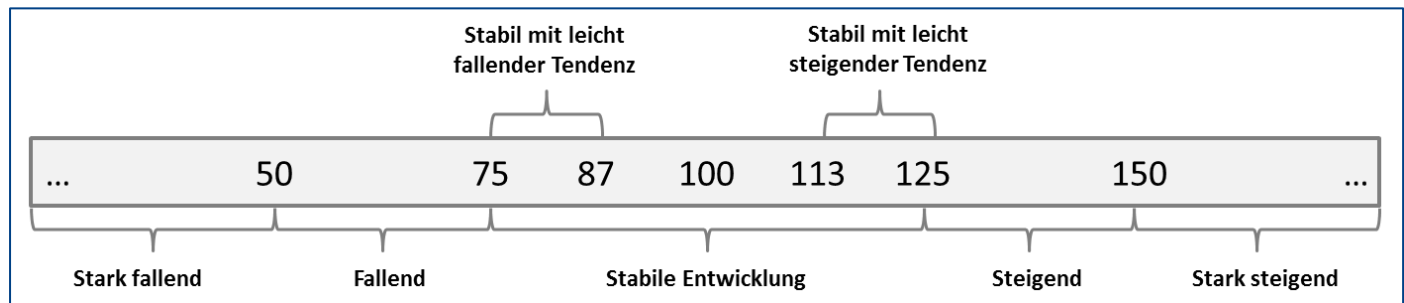 Stabil mit leicht
fallender Tendenz
Stabil mit leicht
steigender Tendenz
... 50 75 87 100 113 125 150 ...
Stark fallend Fallend Stabile Entwicklung Steigend Stark steigend